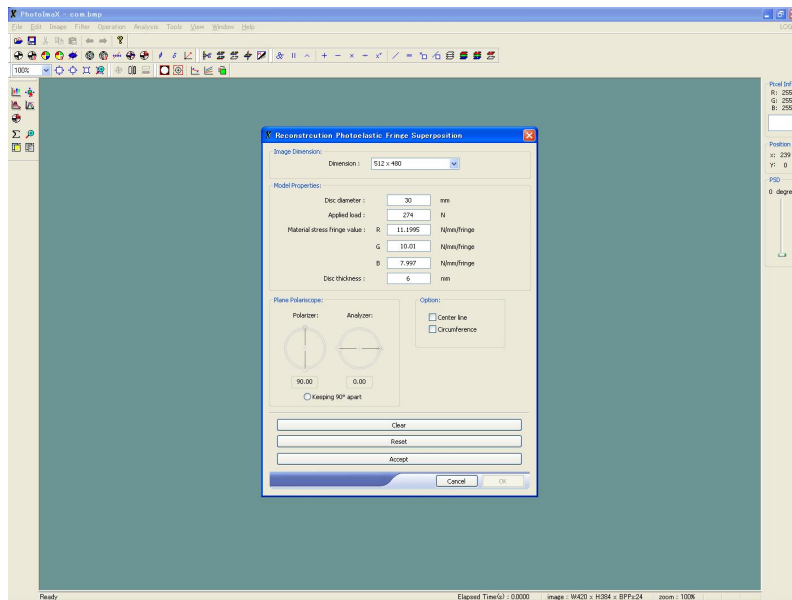 PhotoImaX - com.bmp
File Edit Image Filter Operation Analysis Tools View Window Help
100%
Pixel Inf
R: 255
G: 255
B: 255
Position
x: 239
Y: 0
PSD
0 degre
Reconstrcution Photoelastic Fringe Superposition
Image Dimension:
Dimension : 512 x 480
Model Properties:
Disc diameter : 30 mm
Applied load : 274 N
Material stress fringe value : R 11.1995 N/mm/fringe
G 10.01 N/mm/fringe
B 7.997 N/mm/fringe
Disc thickness : 6 mm
Plane Polariscope:
Polarizer: Analyzer:
90.00 0.00
Keeping 90° apart
Option:
Center line
Circumference
Clear
Reset
Accept
Cancel OK
Ready Elapsed Time(s) : 0.0000 image : W420 x H384 x BPP:24 zoom : 100%